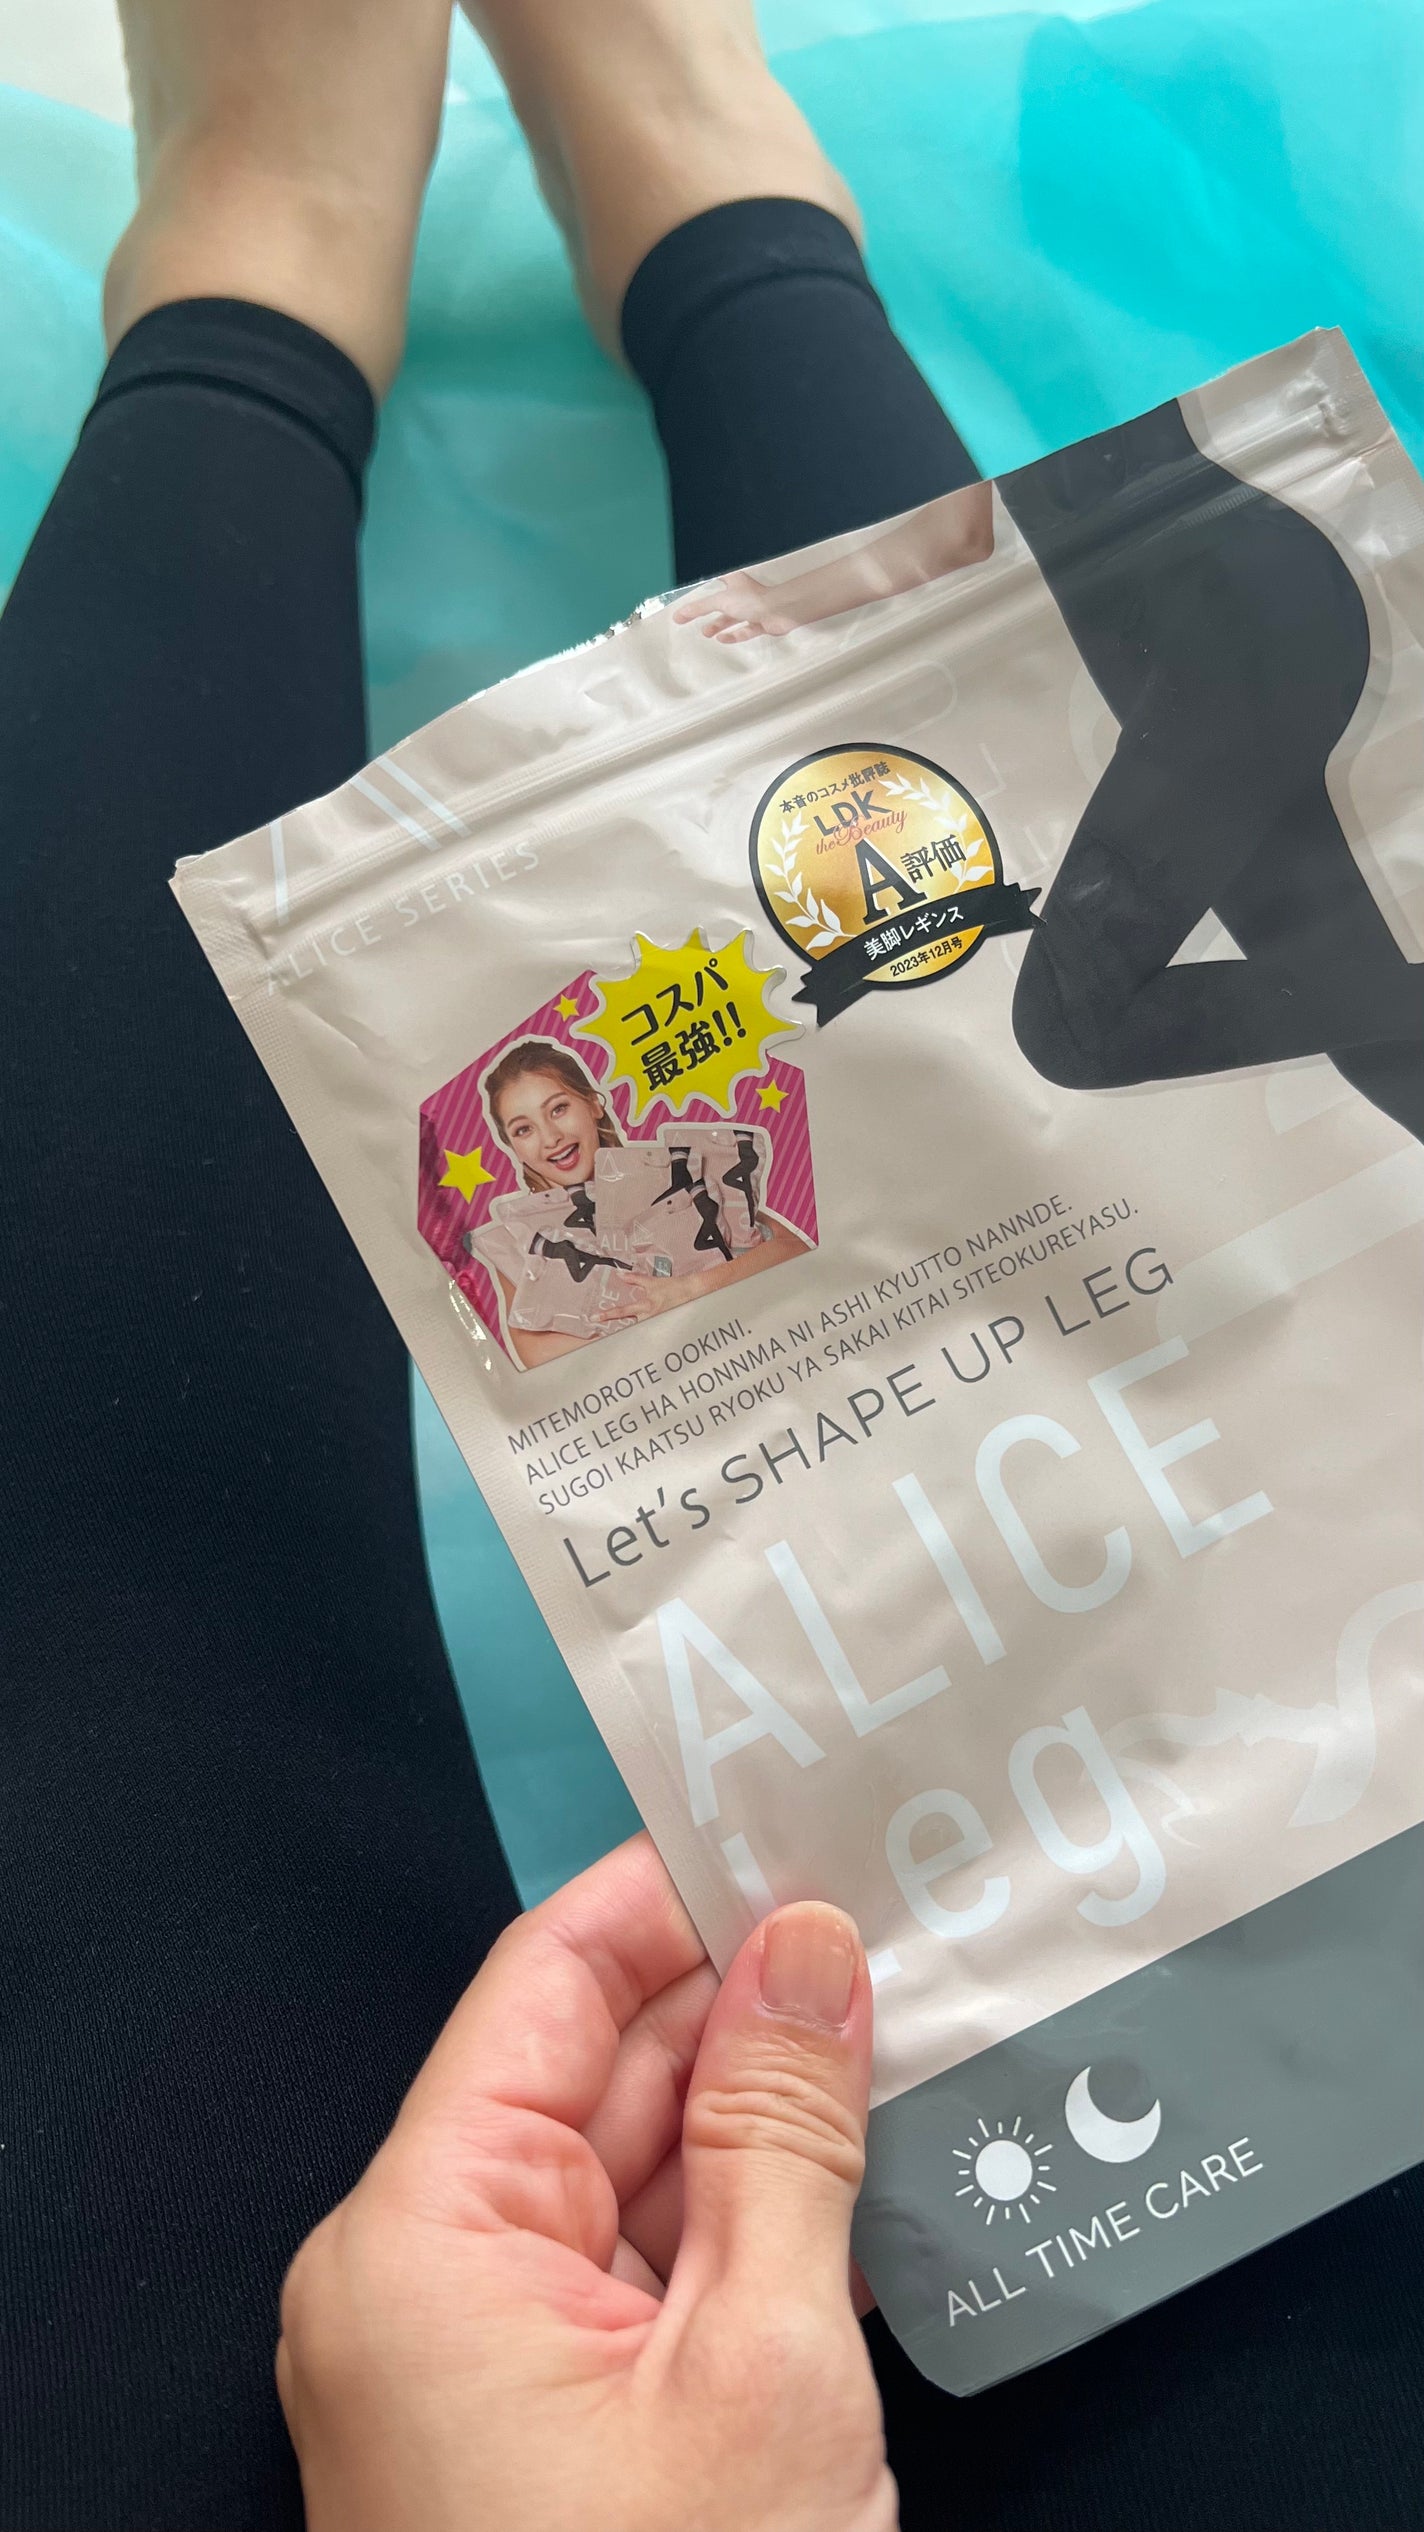 ALICE SERIES
本音のコスメ批評誌
LDK
the Beauty
A評価
美脚レギンス
2023年12月号
コスパ
最強!!
MITEMOROTE OOKINI.
ALICE LEG HA HONNMA NI ASHI KYUTTO NANNDE.
SUGOI KAATSU RYOKU YA SAKAI KITAI SITEOKUREYASU.
Let's SHAPE UP LEG
ALICE
Leg
ALL TIME CARE